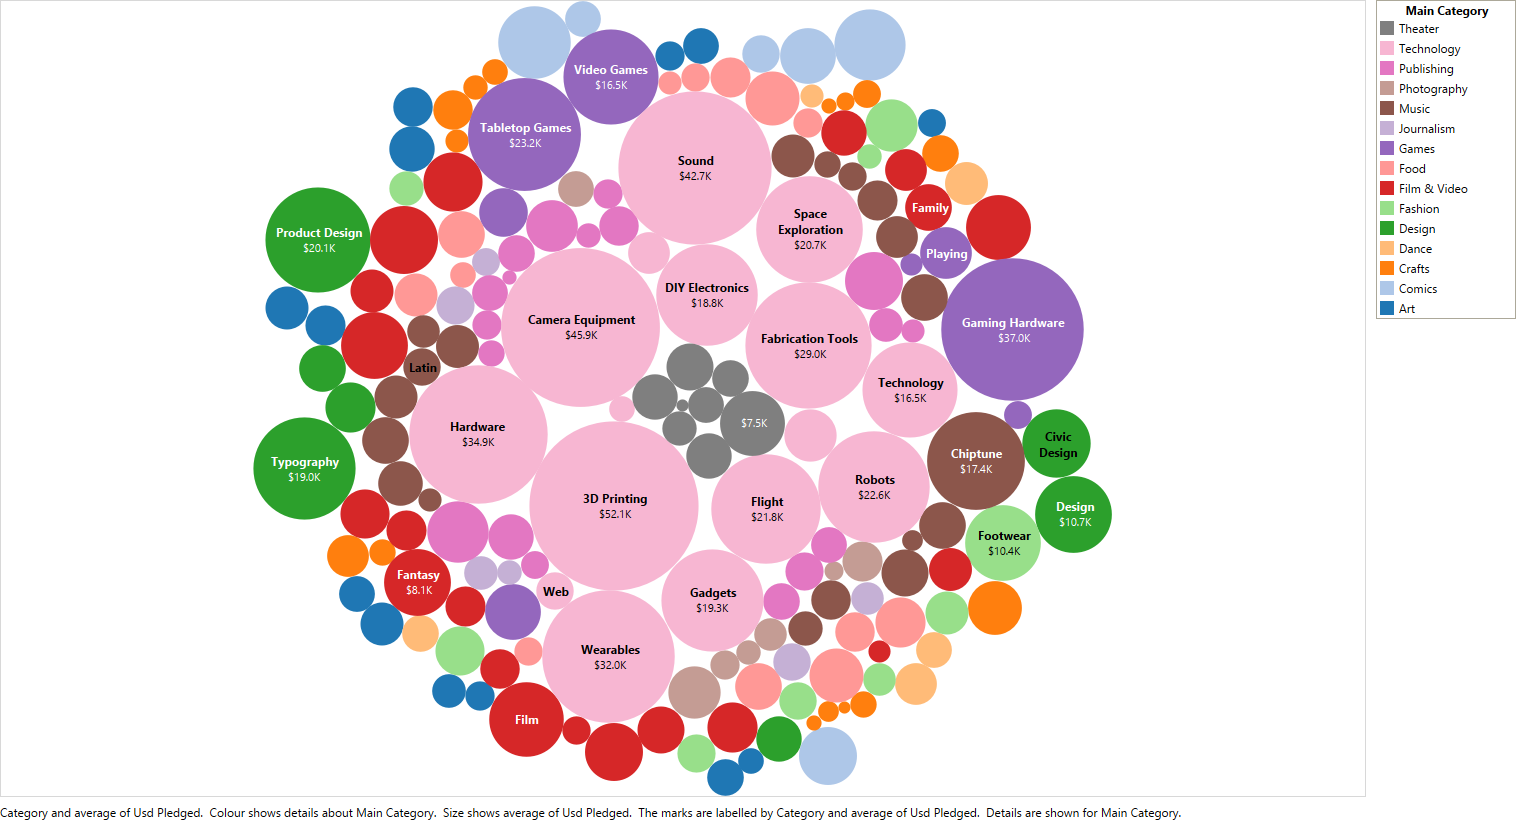 Main Category
Theater
Technology
Publishing
Photography
Music
Journalism
Games
Food
Film & Video
Fashion
Design
Dance
Crafts
Comics
Art
Video Games
$16.5K
Tabletop Games
$23.2K
Sound
$42.7K
Space
Exploration
$20.7K
Family
Product Design
$20.1K
Playing
DIY Electronics
$18.8K
Camera Equipment
$45.9K
Gaming Hardware
$37.0K
Fabrication Tools
$29.0K
Latin
Technology
$16.5K
$7.5K
Hardware
$34.9K
Civic
Design
Chiptune
$17.4K
Typography
$19.0K
Robots
$22.6K
3D Printing
$52.1K
Flight
$21.8K
Design
$10.7K
Footwear
$10.4K
Fantasy
$8.1K
Web
Gadgets
$19.3K
Wearables
$32.0K
Film
Category and average of Usd Pledged.  Colour shows details about Main Category.  Size shows average of Usd Pledged.  The marks are labelled by Category and average of Usd Pledged.  Details are shown for Main Category.